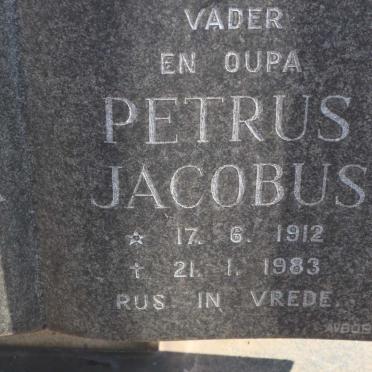 VADER
EN OUPA
PETRUS
JACOBUS
☆ 17. 6. 1912
† 21. 1. 1983
RUS IN VREDE.